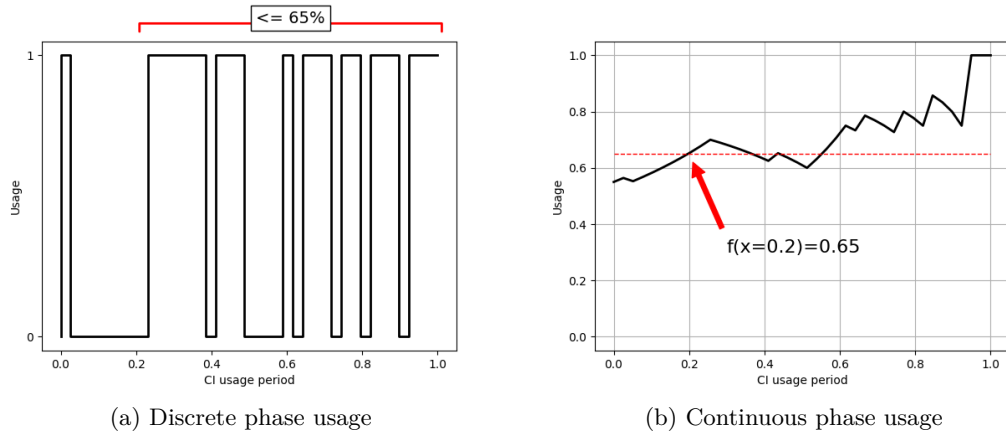 <= 65%
1
0
Usage
0.0 0.2 0.4 0.6 0.8 1.0
CI usage period
(a) Discrete phase usage
1.0
0.8
0.6
0.4
0.2
0.0
Usage
f(x=0.2)=0.65
0.0 0.2 0.4 0.6 0.8 1.0
CI usage period
(b) Continuous phase usage